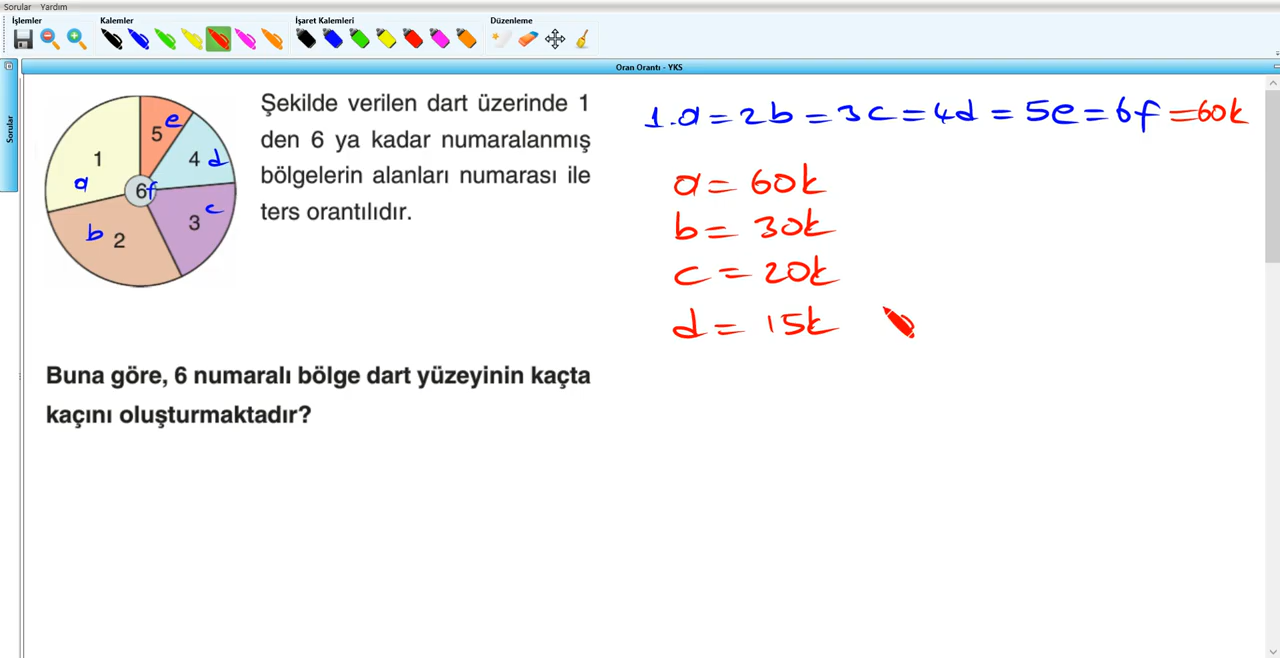 Sorular Yardım
İşlemler Kalemler İşaret Kalemleri Düzenleme
Oran Orantı - YKS
Sorular
1 5 e 4 d a 6f c 3 b 2
Şekilde verilen dart üzerinde 1
den 6 ya kadar numaralanmış
bölgelerin alanları numarası ile
ters orantılıdır.
Buna göre, 6 numaralı bölge dart yüzeyinin kaçta
kaçını oluşturmaktadır?
1.a=2b=3c=4d=5e=6f=60k
a=60k
b=30k
c=20k
d=15k